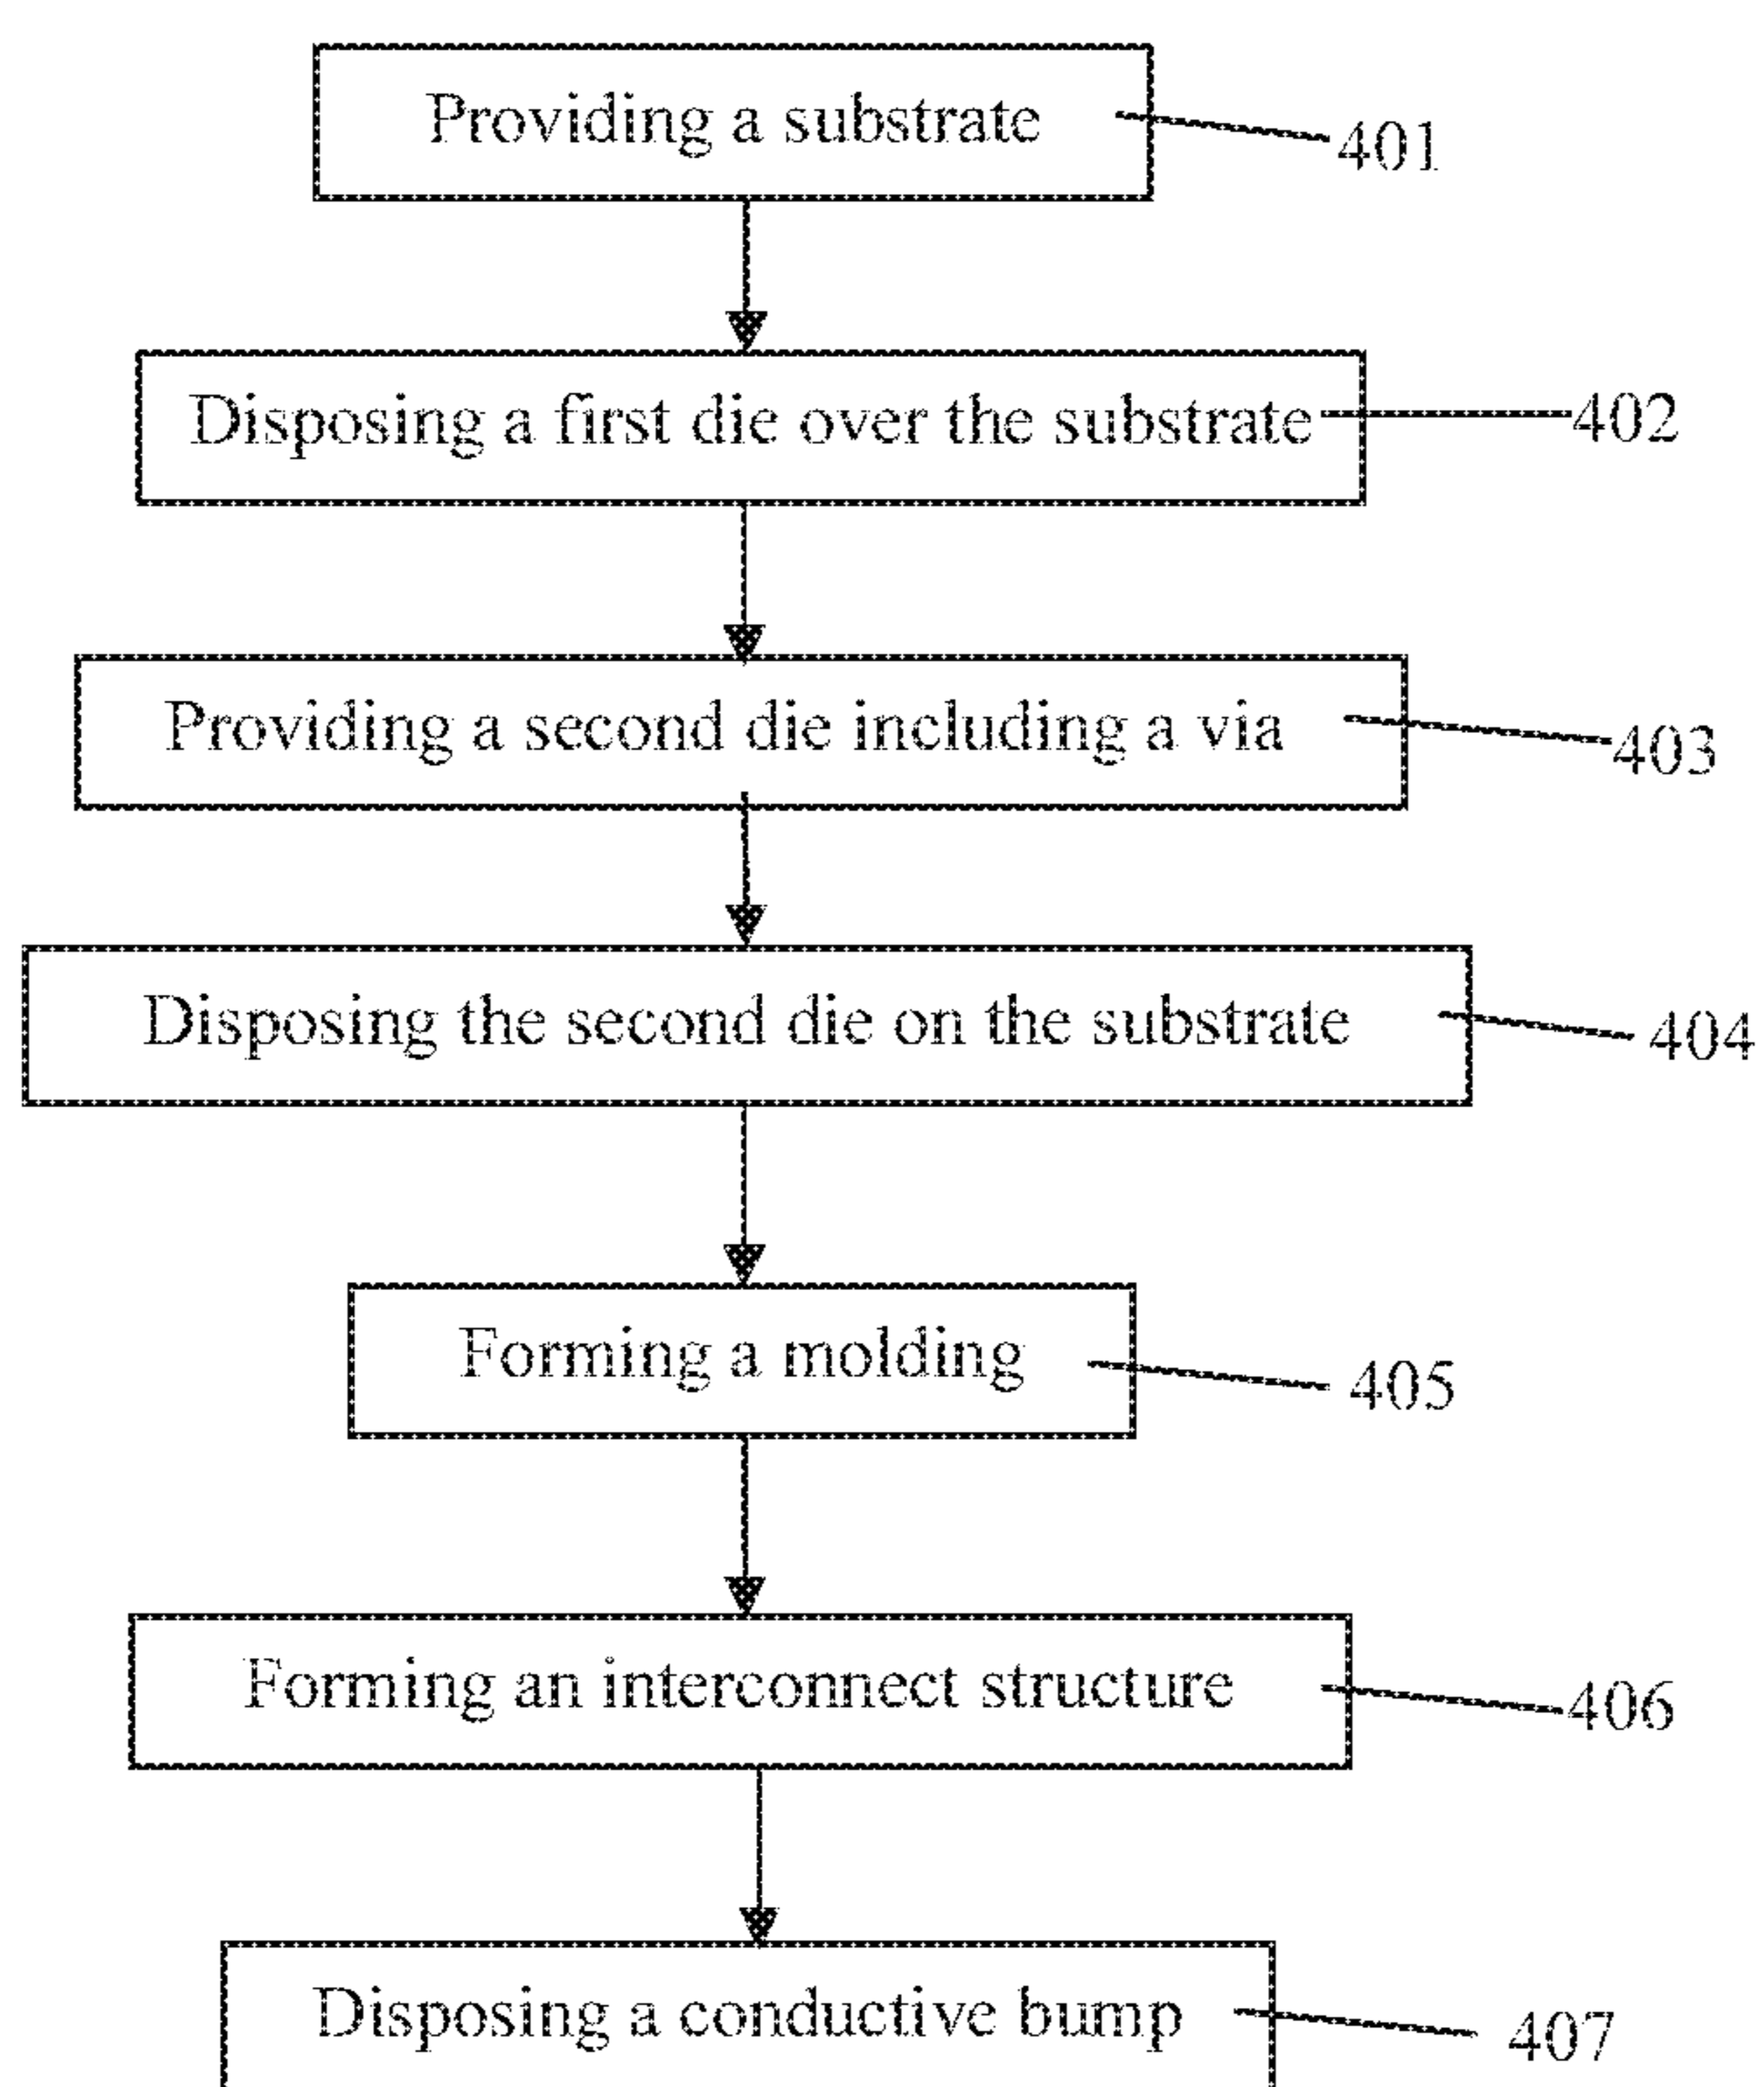 Providing a substrate
401
Disposing a first die over the substrate
402
Providing a second die including a via
403
Disposing the second die on the substrate
404
Forming a molding
405
Forming an interconnect structure
406
Disposing a conductive bump
407